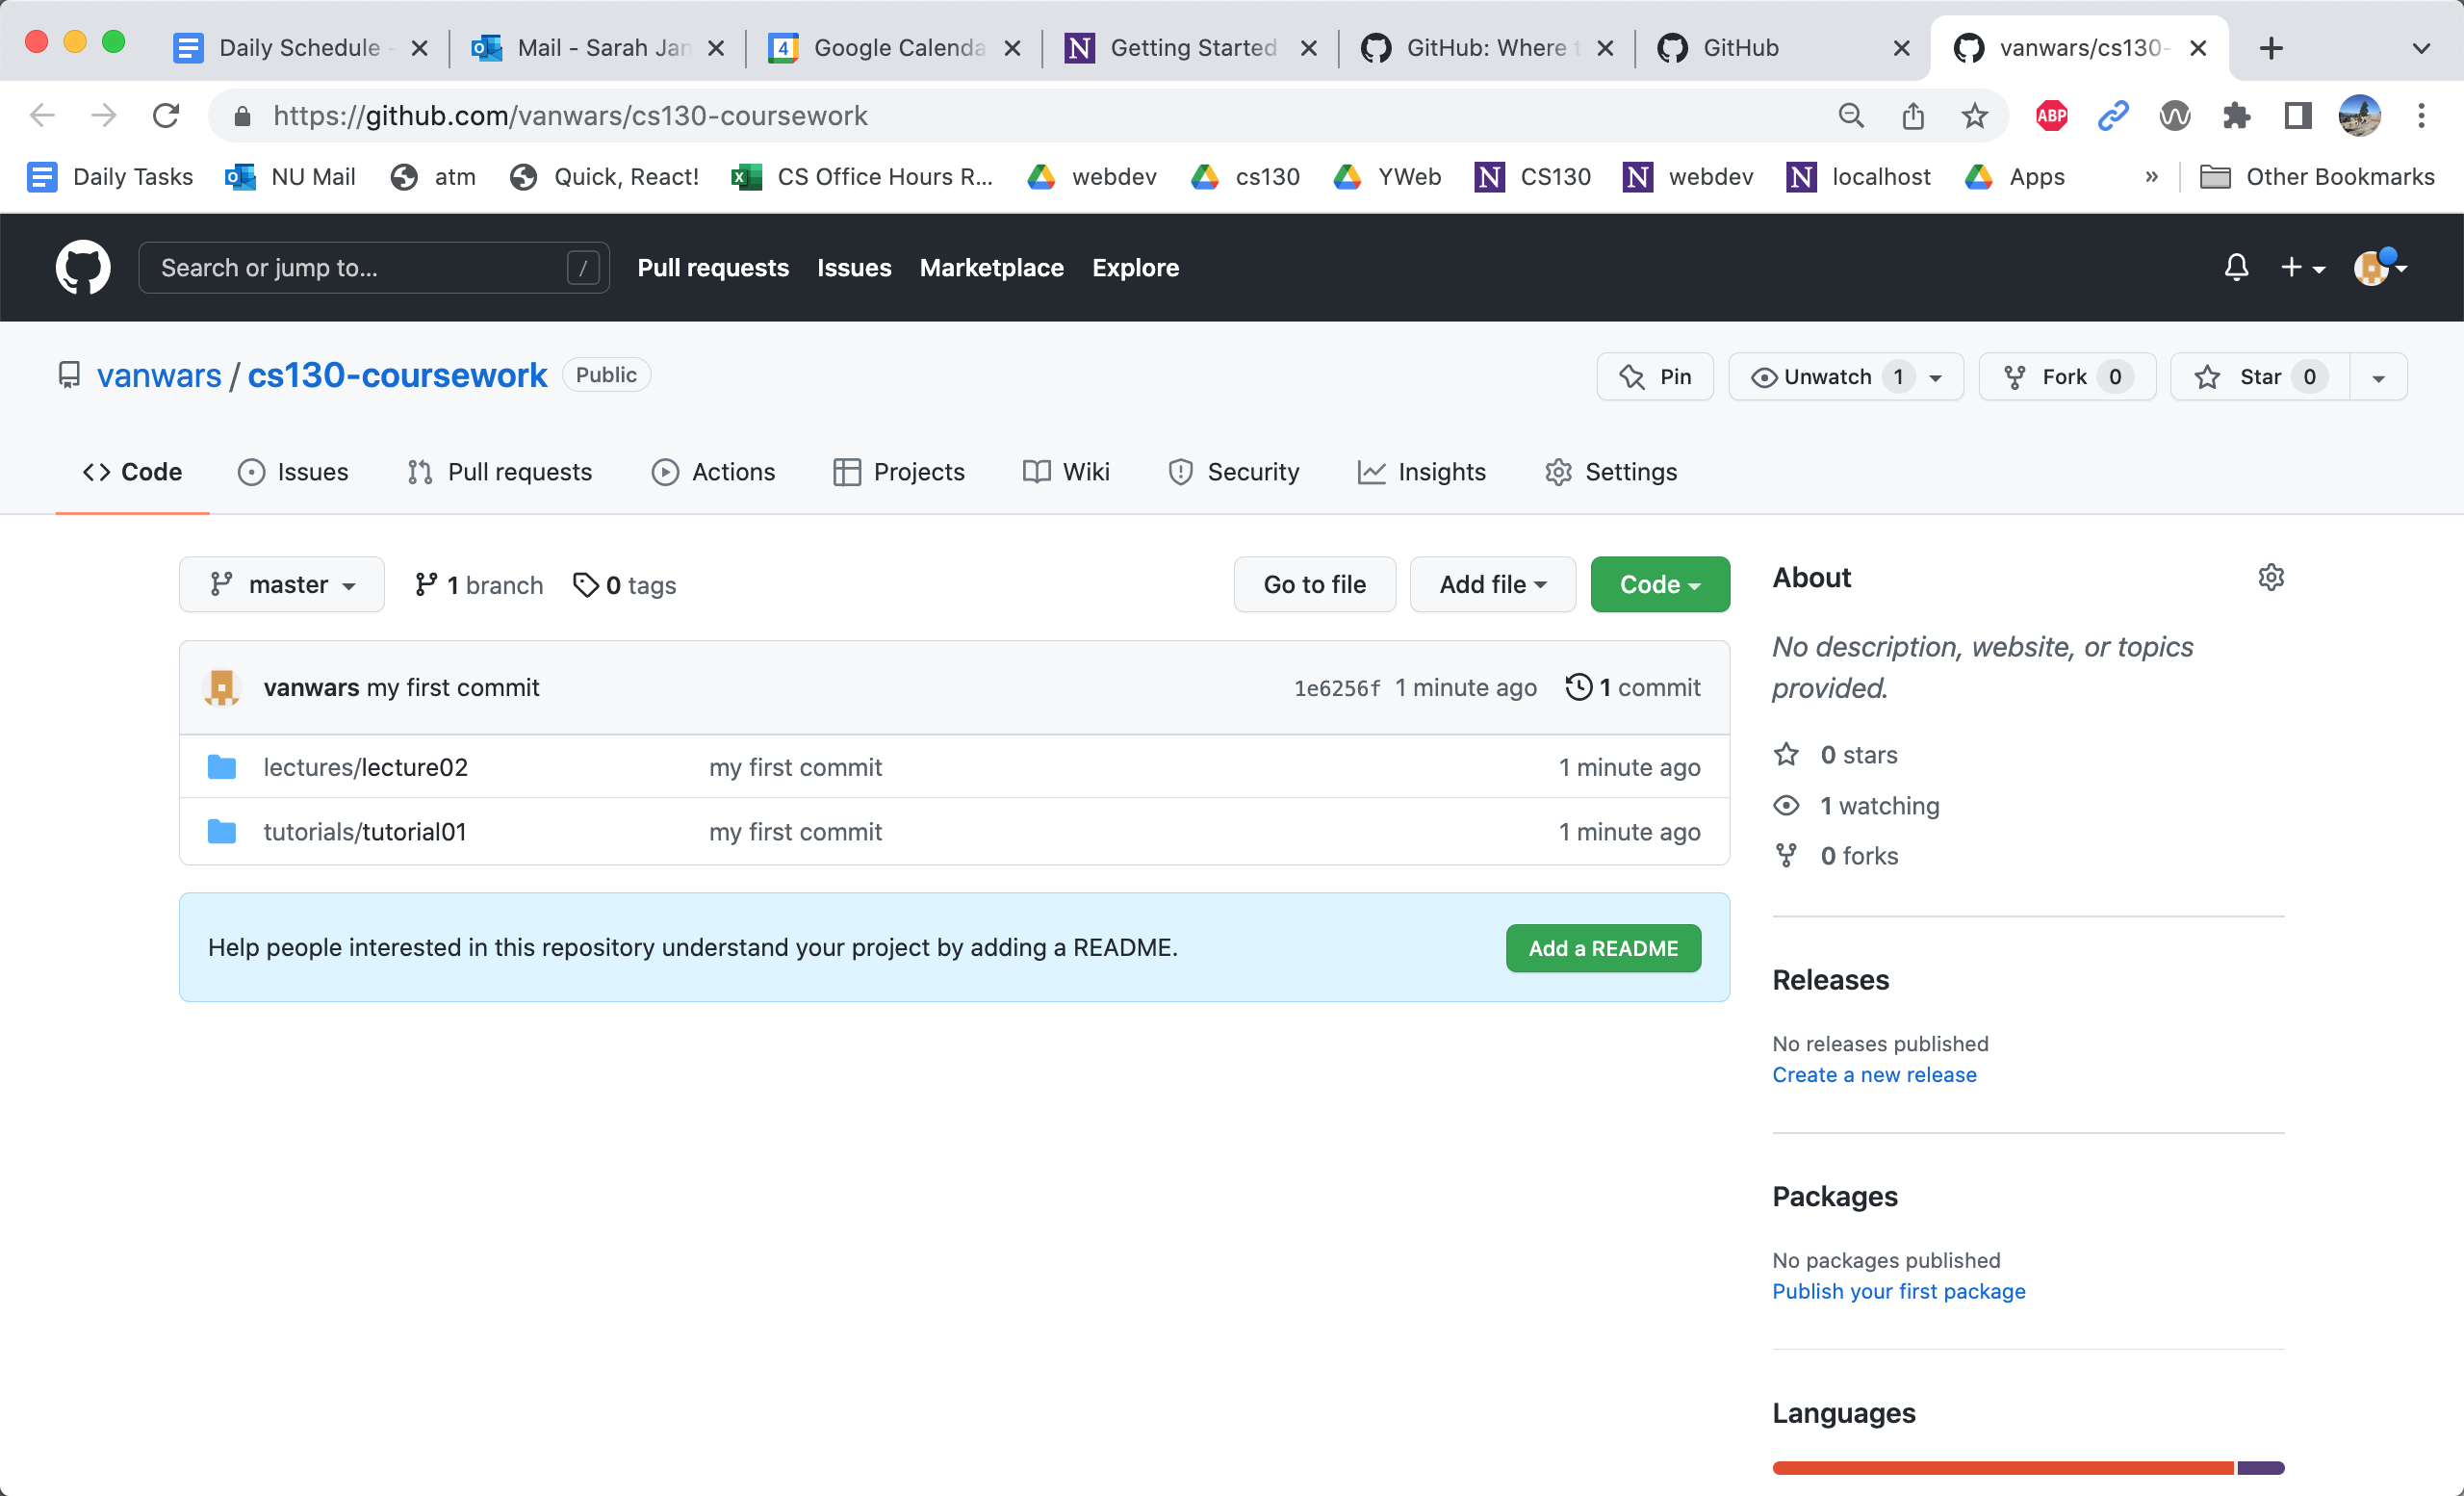 Daily Schedule - Mail - Sarah Jan Google Calenda Getting Started GitHub: Where t GitHub vanwars/cs130-
https://github.com/vanwars/cs130-coursework ABP
Daily Tasks NU Mail atm Quick, React! CS Office Hours R... webdev cs130 YWeb CS130 webdev localhost Apps » Other Bookmarks
Search or jump to... / Pull requests Issues Marketplace Explore
vanwars / cs130-coursework Public Pin Unwatch 1 Fork 0 Star 0
Code Issues Pull requests Actions Projects Wiki Security Insights Settings
master 1 branch 0 tags Go to file Add file Code
vanwars my first commit 1e6256f 1 minute ago 1 commit
lectures/lecture02 my first commit 1 minute ago
tutorials/tutorial01 my first commit 1 minute ago
Help people interested in this repository understand your project by adding a README. Add a README
About
No description, website, or topics
provided.
0 stars
1 watching
0 forks
Releases
No releases published
Create a new release
Packages
No packages published
Publish your first package
Languages